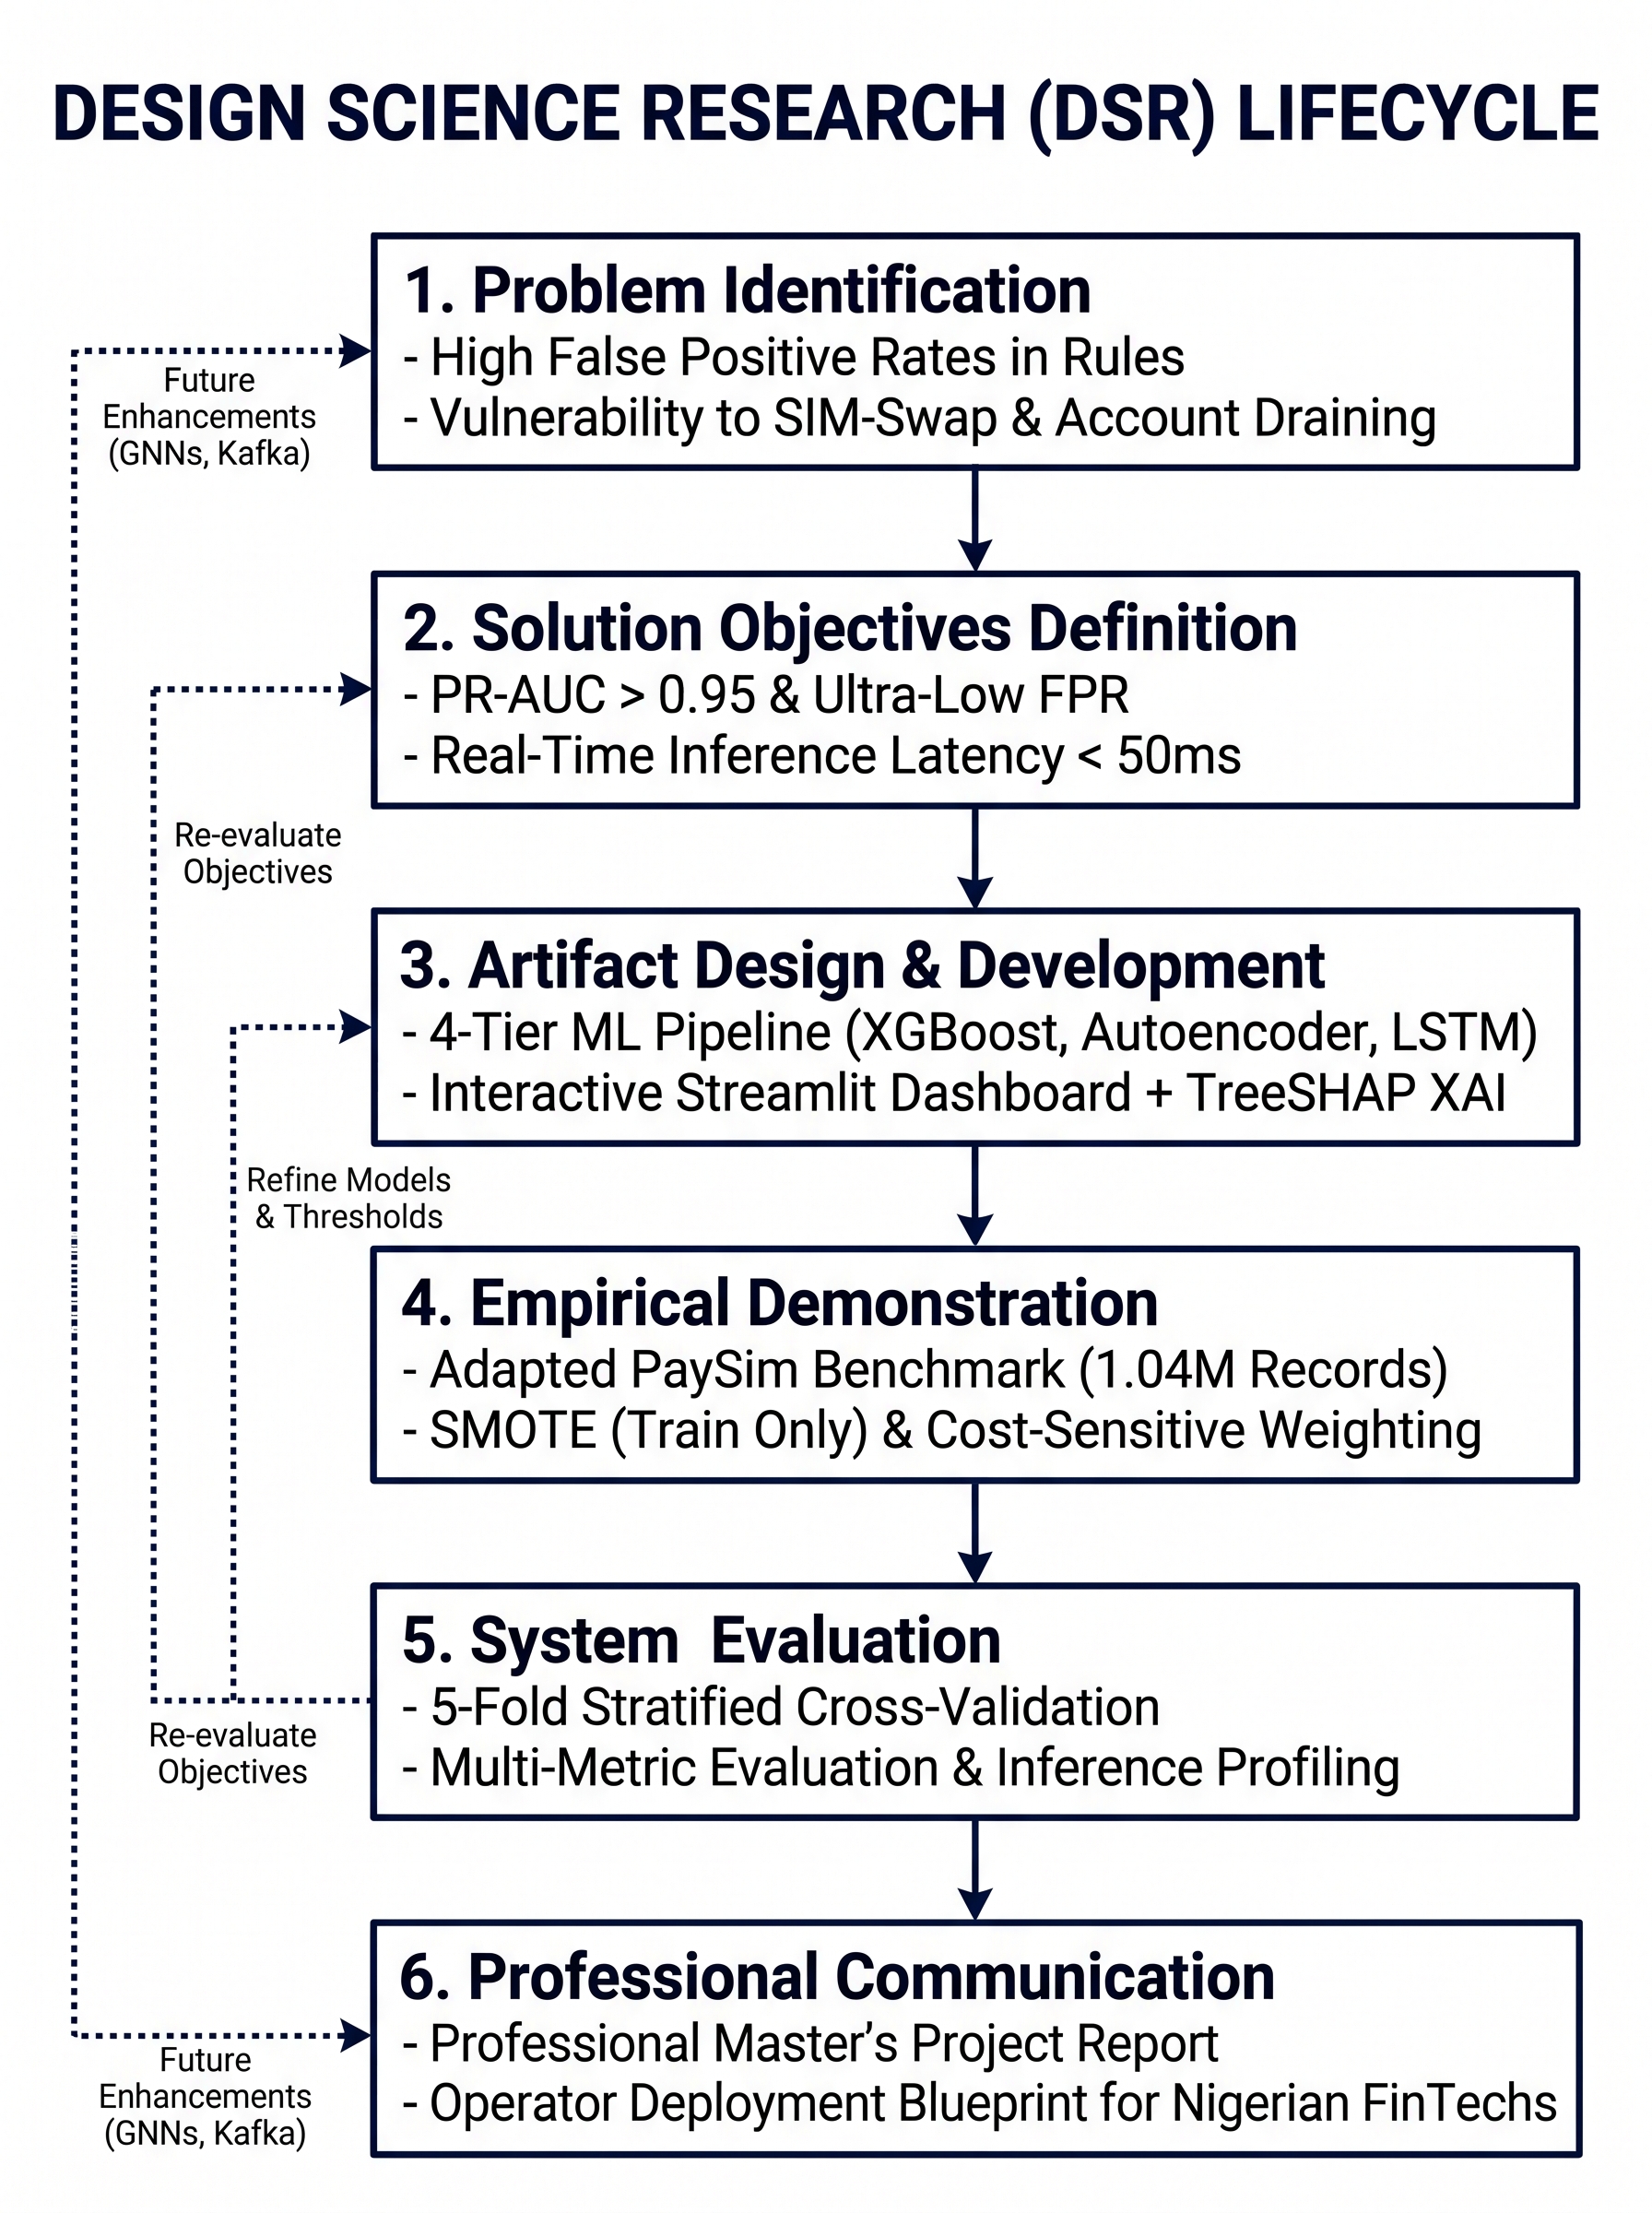 DESIGN SCIENCE RESEARCH (DSR) LIFECYCLE
1. Problem Identification
- High False Positive Rates in Rules
- Vulnerability to SIM-Swap & Account Draining
Future
Enhancements
(GNNs, Kafka)
2. Solution Objectives Definition
- PR-AUC > 0.95 & Ultra-Low FPR
- Real-Time Inference Latency < 50ms
Re-evaluate
Objectives
3. Artifact Design & Development
- 4-Tier ML Pipeline (XGBoost, Autoencoder, LSTM)
- Interactive Streamlit Dashboard + TreeSHAP XAI
Refine Models
& Thresholds
4. Empirical Demonstration
- Adapted PaySim Benchmark (1.04M Records)
- SMOTE (Train Only) & Cost-Sensitive Weighting
5. System  Evaluation
- 5-Fold Stratified Cross-Validation
- Multi-Metric Evaluation & Inference Profiling
Re-evaluate
Objectives
6. Professional Communication
- Professional Master’s Project Report
- Operator Deployment Blueprint for Nigerian FinTechs
Future
Enhancements
(GNNs, Kafka)